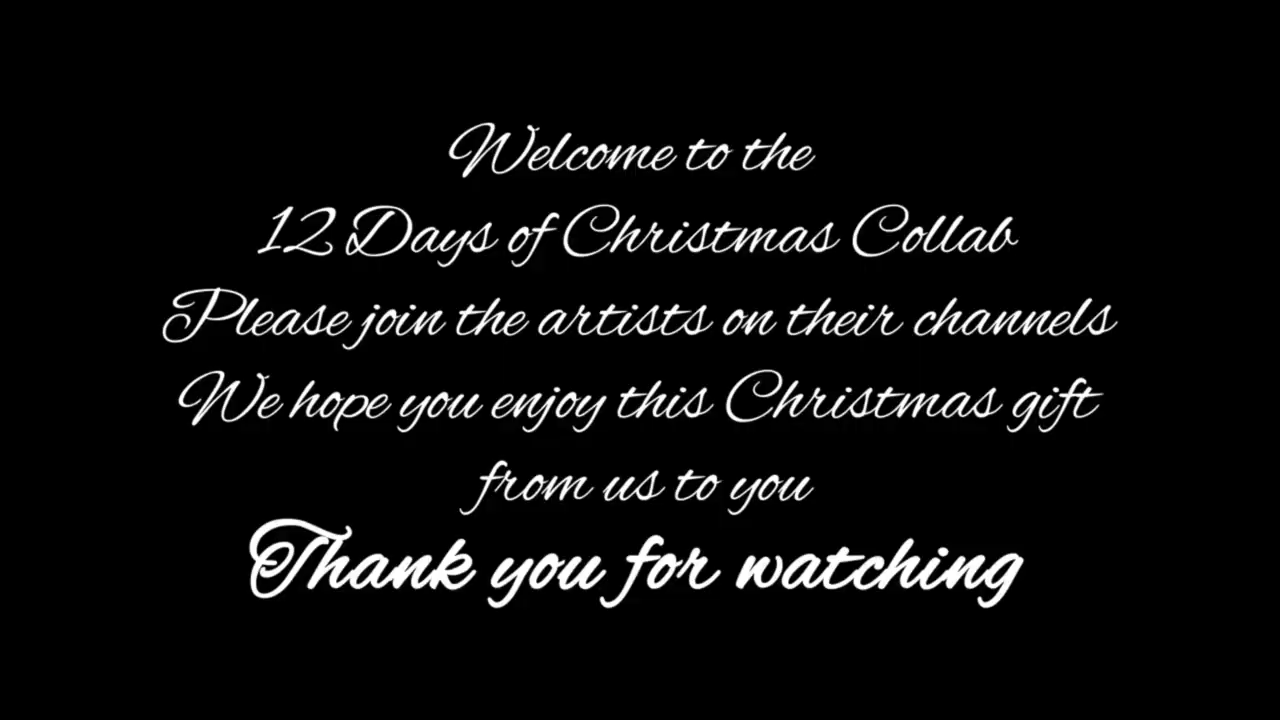 Welcome to the
12 Days of Christmas Collab
Please join the artists on their channels
We hope you enjoy this Christmas gift
from us to you
Thank you for watching